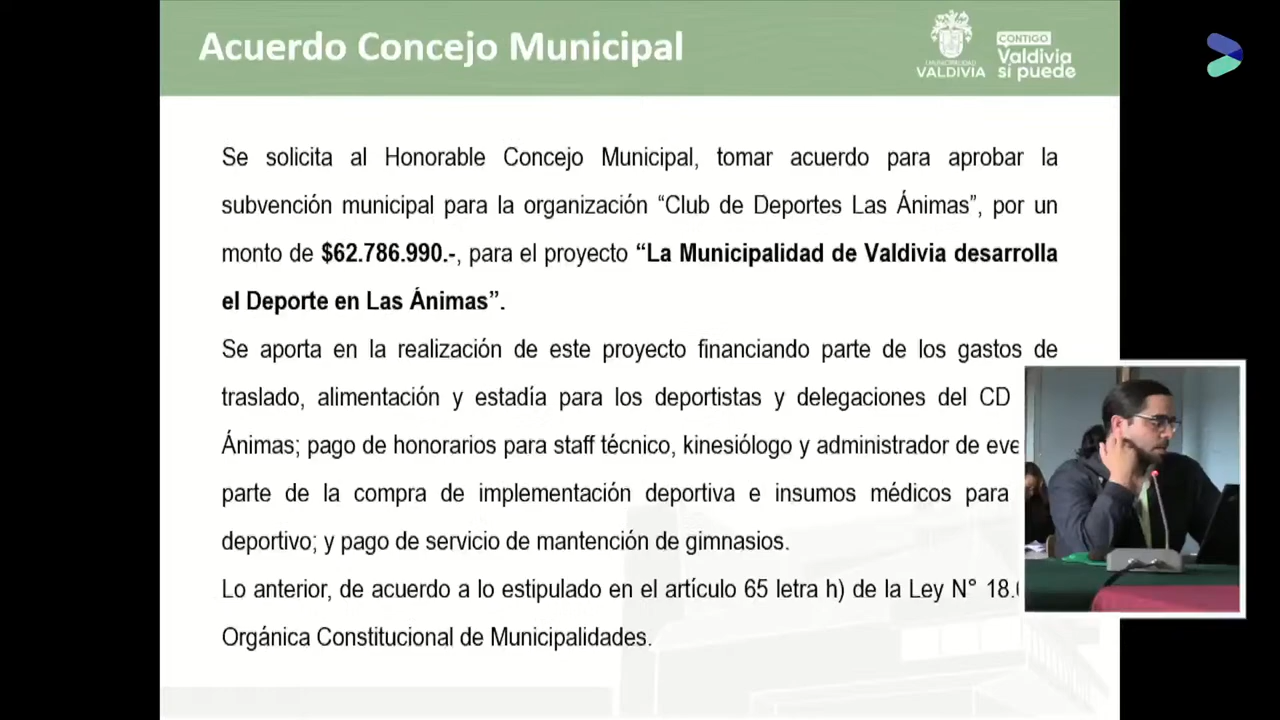 Acuerdo Concejo Municipal
MUNICIPALIDAD
VALDIVIA
CONTIGO
Valdivia
sí puede
Se solicita al Honorable Concejo Municipal, tomar acuerdo para aprobar la
subvención municipal para la organización “Club de Deportes Las Ánimas”, por un
monto de $62.786.990.-, para el proyecto “La Municipalidad de Valdivia desarrolla
el Deporte en Las Ánimas”.
Se aporta en la realización de este proyecto financiando parte de los gastos de
traslado, alimentación y estadía para los deportistas y delegaciones del CD
Ánimas; pago de honorarios para staff técnico, kinesiólogo y administrador de
parte de la compra de implementación deportiva e insumos médicos para
deportivo; y pago de servicio de mantención de gimnasios.
Lo anterior, de acuerdo a lo estipulado en el artículo 65 letra h) de la Ley N° 18.
Orgánica Constitucional de Municipalidades.